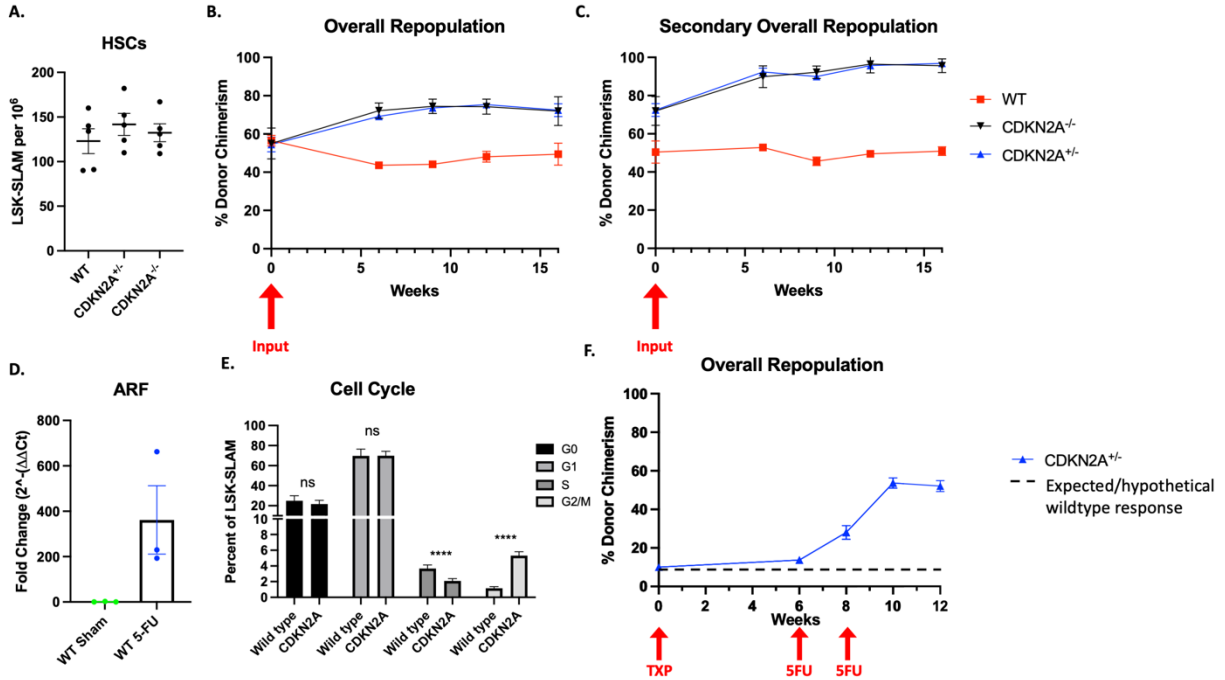 A.
HSCs
LSK-SLAM per 10⁶
200
150
100
50
0
WT
CDKN2A⁺/⁻
CDKN2A⁻/⁻
B.
Overall Repopulation
% Donor Chimerism
100
80
60
40
20
0
0
5
10
15
Weeks
Input
C.
Secondary Overall Repopulation
% Donor Chimerism
100
80
60
40
20
0
0
5
10
15
Weeks
Input
WT
CDKN2A⁻/⁻
CDKN2A⁺/⁻
D.
ARF
Fold Change (2^-(ΔΔCt)
800
600
400
200
0
WT Sham
WT 5-FU
E.
Cell Cycle
Percent of LSK-SLAM
100
80
60
40
20
10
8
6
4
2
0
ns
ns
****
****
G0
G1
S
G2/M
Wild type
CDKN2A
Wild type
CDKN2A
Wild type
CDKN2A
Wild type
CDKN2A
F.
Overall Repopulation
% Donor Chimerism
100
80
60
40
20
0
0
2
4
6
8
10
12
Weeks
TXP
5FU
5FU
CDKN2A⁺/⁻
Expected/hypothetical
wildtype response